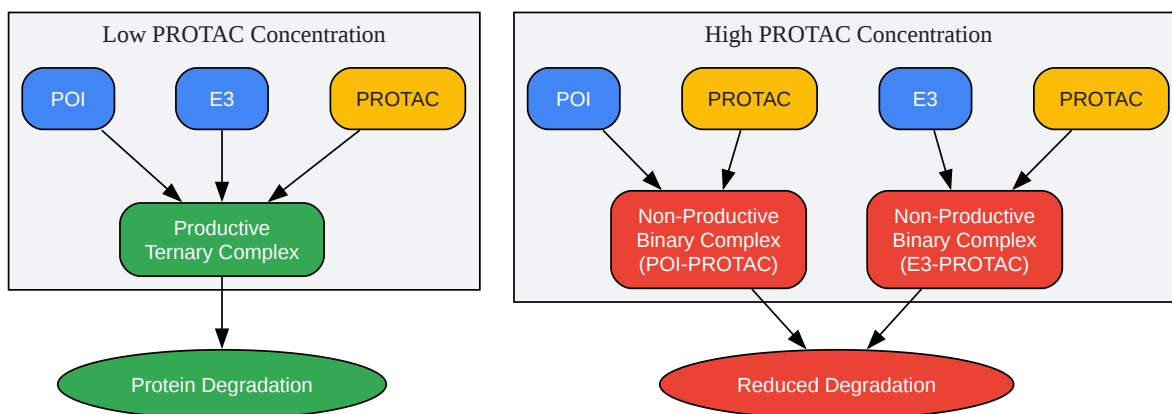 Low PROTAC Concentration
POI
E3
PROTAC
Productive
Ternary Complex
Protein Degradation
High PROTAC Concentration
POI
PROTAC
E3
PROTAC
Non-Productive
Binary Complex
(POI-PROTAC)
Non-Productive
Binary Complex
(E3-PROTAC)
Reduced Degradation